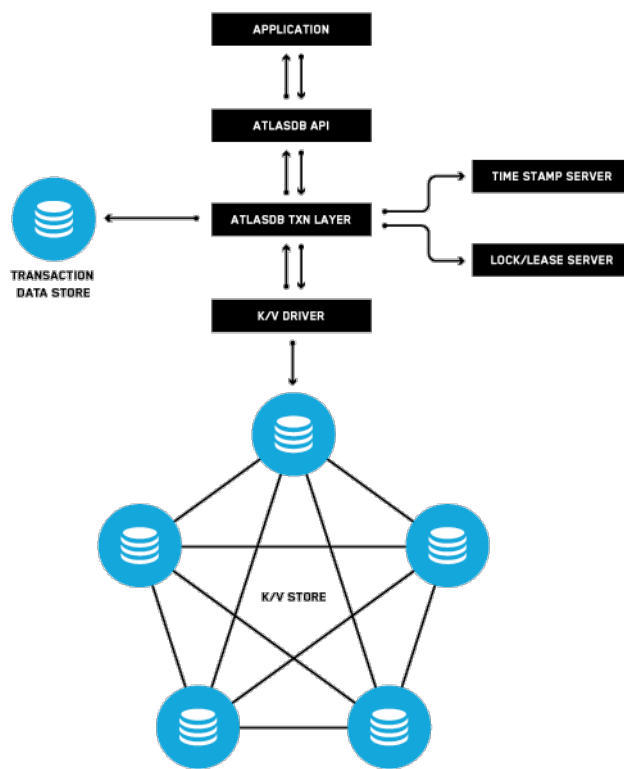 APPLICATION
ATLASDB API
TIME STAMP SERVER
ATLASDB TXN LAYER
LOCK/LEASE SERVER
TRANSACTION
DATA STORE
K/V DRIVER
K/V STORE